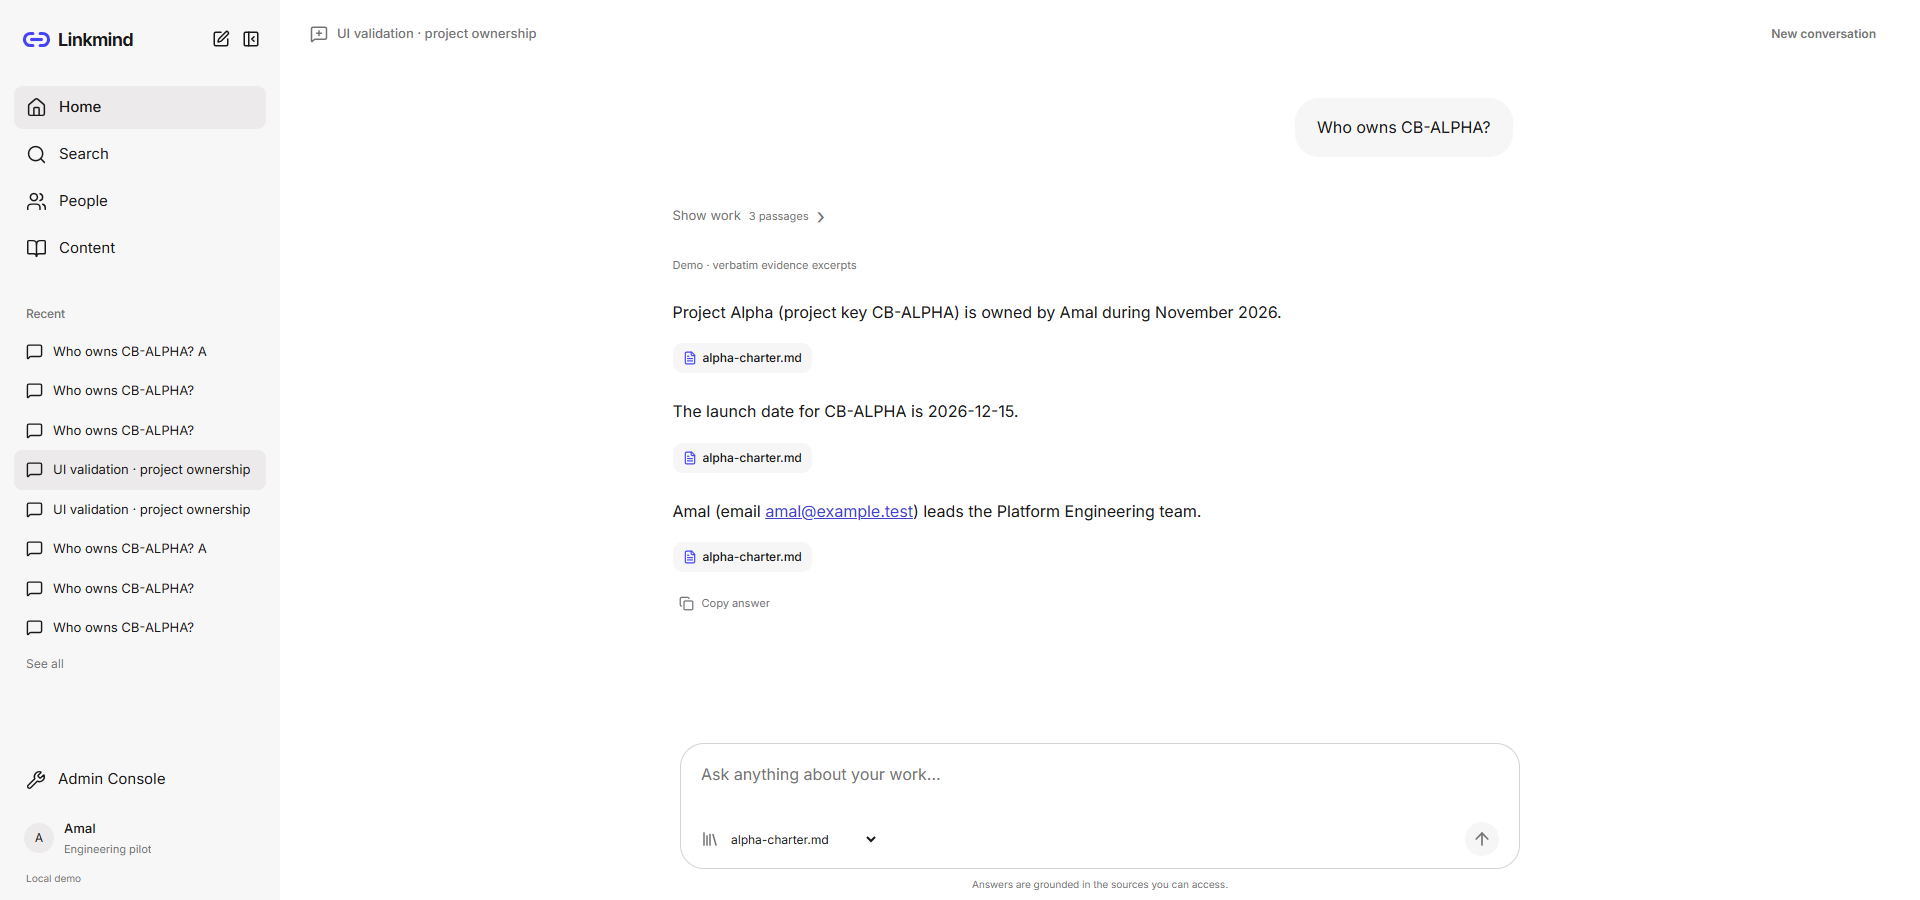 Linkmind
Home
Search
People
Content
Recent
Who owns CB-ALPHA? A
Who owns CB-ALPHA?
Who owns CB-ALPHA?
UI validation · project ownership
UI validation · project ownership
Who owns CB-ALPHA? A
Who owns CB-ALPHA?
Who owns CB-ALPHA?
See all
Admin Console
A
Amal
Engineering pilot
Local demo
UI validation · project ownership
New conversation
Who owns CB-ALPHA?
Show work 3 passages
Demo · verbatim evidence excerpts
Project Alpha (project key CB-ALPHA) is owned by Amal during November 2026.
alpha-charter.md
The launch date for CB-ALPHA is 2026-12-15.
alpha-charter.md
Amal (email amal@example.test) leads the Platform Engineering team.
alpha-charter.md
Copy answer
Ask anything about your work...
alpha-charter.md
Answers are grounded in the sources you can access.